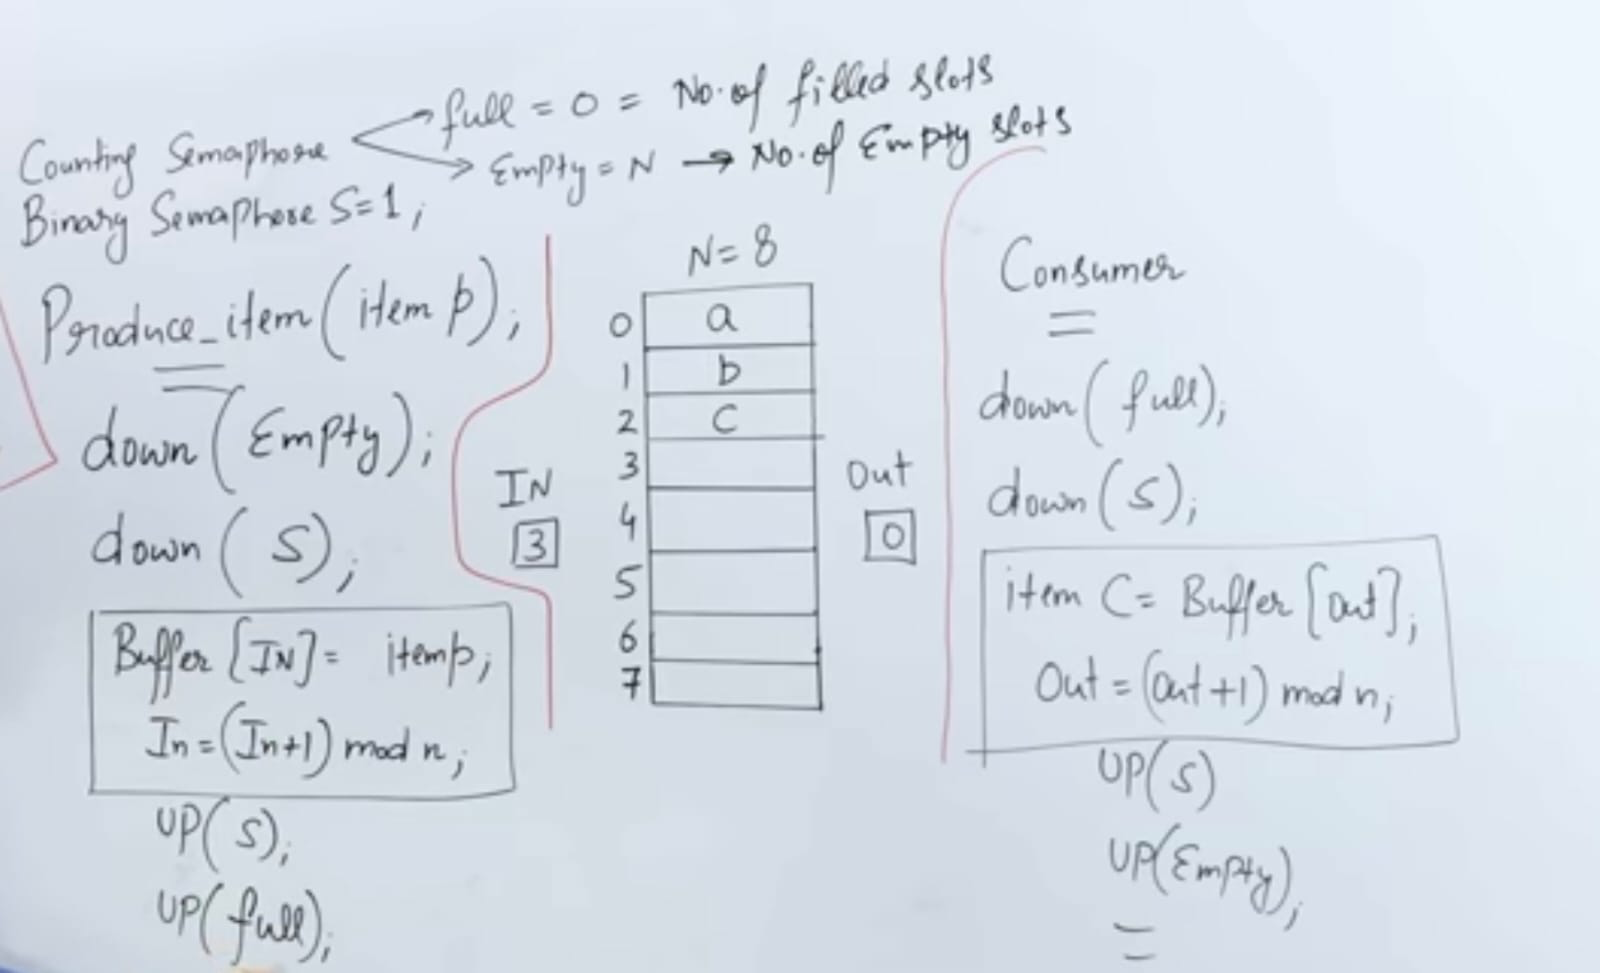 full = 0 = No. of filled slots
Counting Semaphore
Empty = N → No. of Empty slots
Binary Semaphore S=1;
Produce_item(item p);
down(Empty);
down(S);
Buffer[IN]= itemp;
In=(In+1) mod n;
UP(S);
UP(full);
N=8
0 a
1 b
2 C
3
4
5
6
7
IN
3
Out
0
Consumer
down(full);
down(S);
item C= Buffer[out];
Out=(out+1) mod n;
UP(S)
UP(Empty);